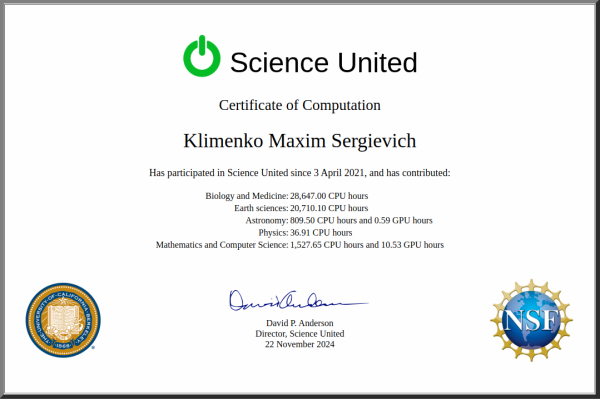 Science United
Certificate of Computation
Klimenko Maxim Sergievich
Has participated in Science United since 3 April 2021, and has contributed:
Biology and Medicine: 28,647.00 CPU hours
Earth sciences: 20,710.10 CPU hours
Astronomy: 809.50 CPU hours and 0.59 GPU hours
Physics: 36.91 CPU hours
Mathematics and Computer Science: 1,527.65 CPU hours and 10.53 GPU hours
THE UNIVERSITY OF CALIFORNIA BERKELEY
1868
NSF
David P. Anderson
Director, Science United
22 November 2024